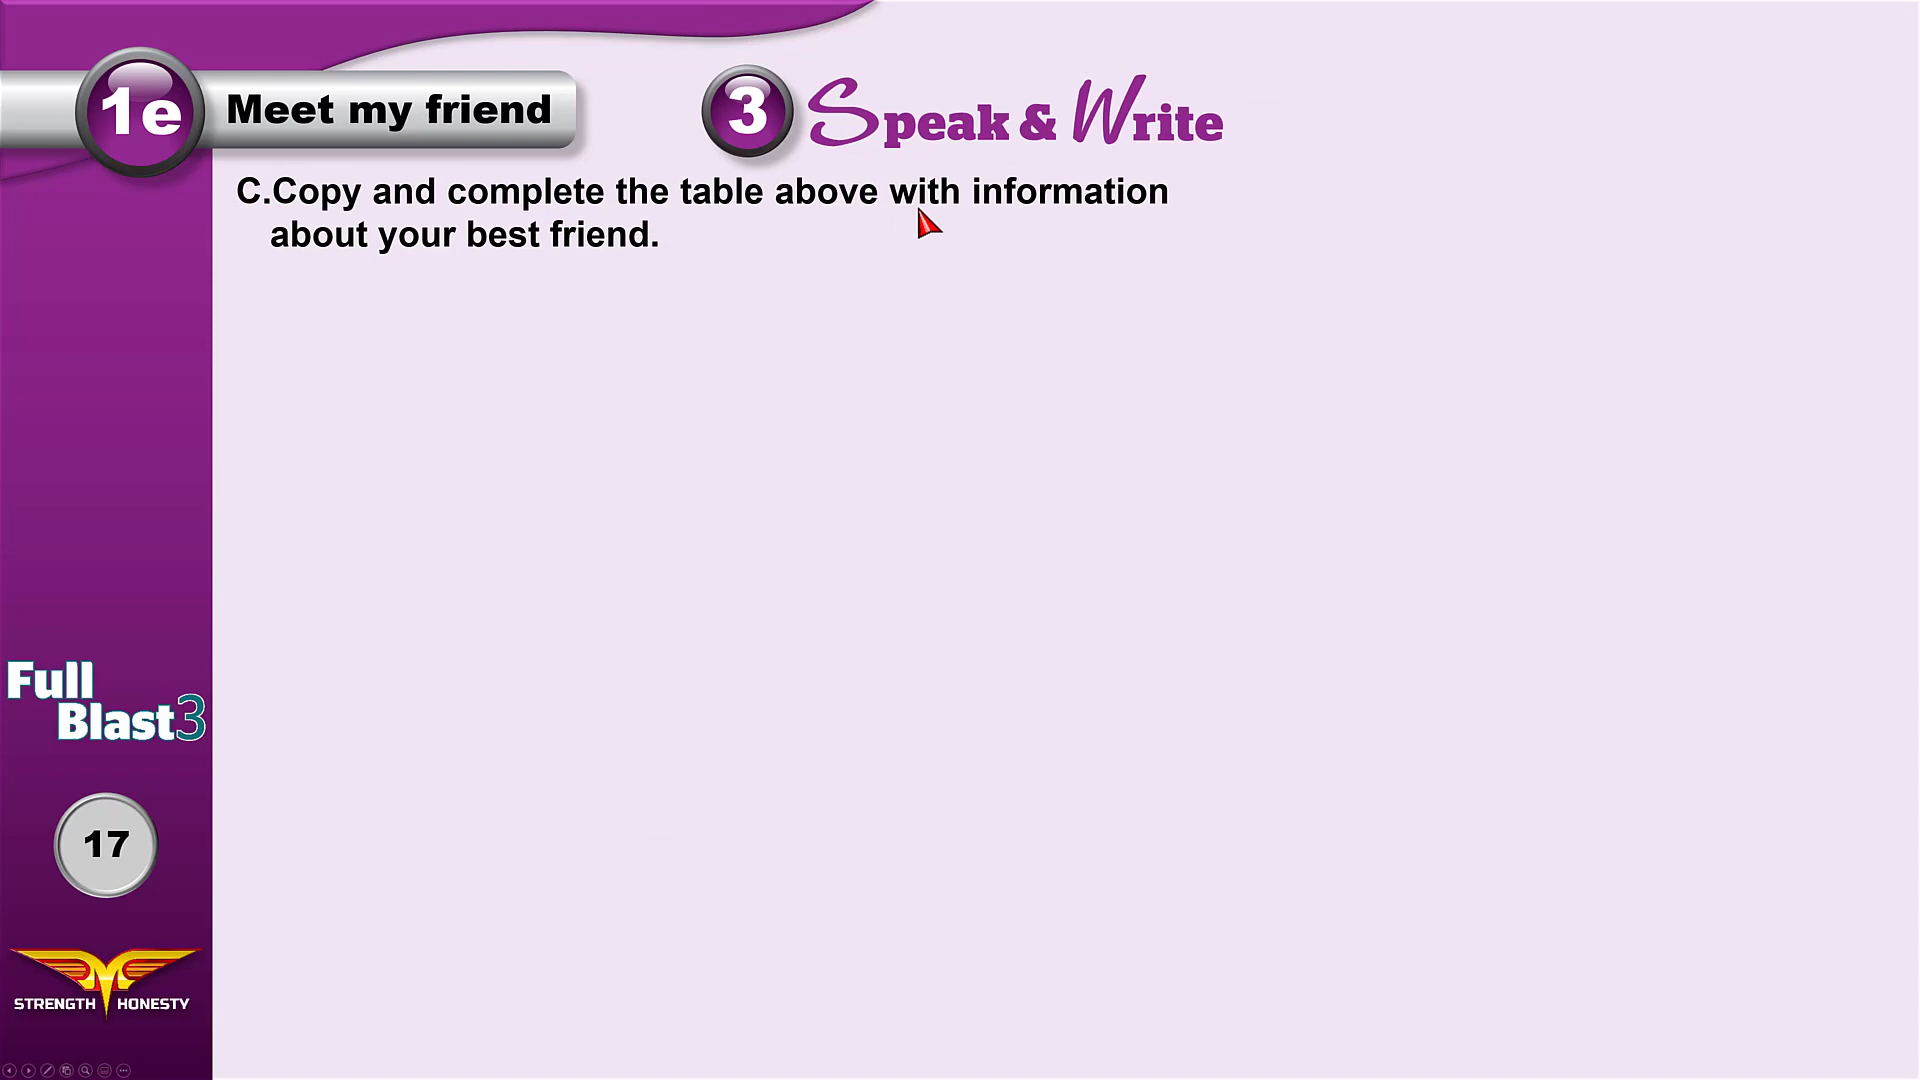 1e Meet my friend
3 Speak & Write
C.Copy and complete the table above with information
about your best friend.
Full
Blast3
17
STRENGTH HONESTY